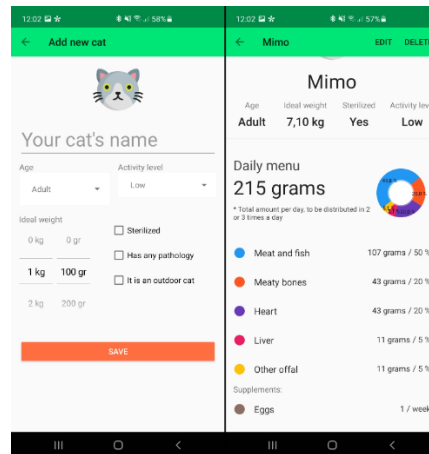 12:02 58%
Add new cat
Your cat's name
Age
Activity level
Adult
Low
Ideal weight
0 kg 0 gr
1 kg 100 gr
2 kg 200 gr
Sterilized
Has any pathology
It is an outdoor cat
SAVE
12:02 57%
Mimo EDIT DELET
Mimo
Age Ideal weight Sterilized Activity lev
Adult 7,10 kg Yes Low
Daily menu
215 grams
* Total amount per day, to be distributed in 2
or 3 times a day
Meat and fish 107 grams / 50 %
Meaty bones 43 grams / 20 %
Heart 43 grams / 20 %
Liver 11 grams / 5 %
Other offal 11 grams / 5 %
Supplements:
Eggs 1 / week